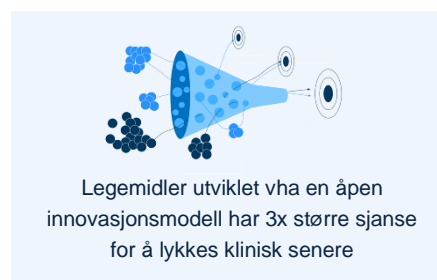 Legemidler utviklet vha en åpen
innovasjonsmodell har 3x større sjanse
for å lykkes klinisk senere